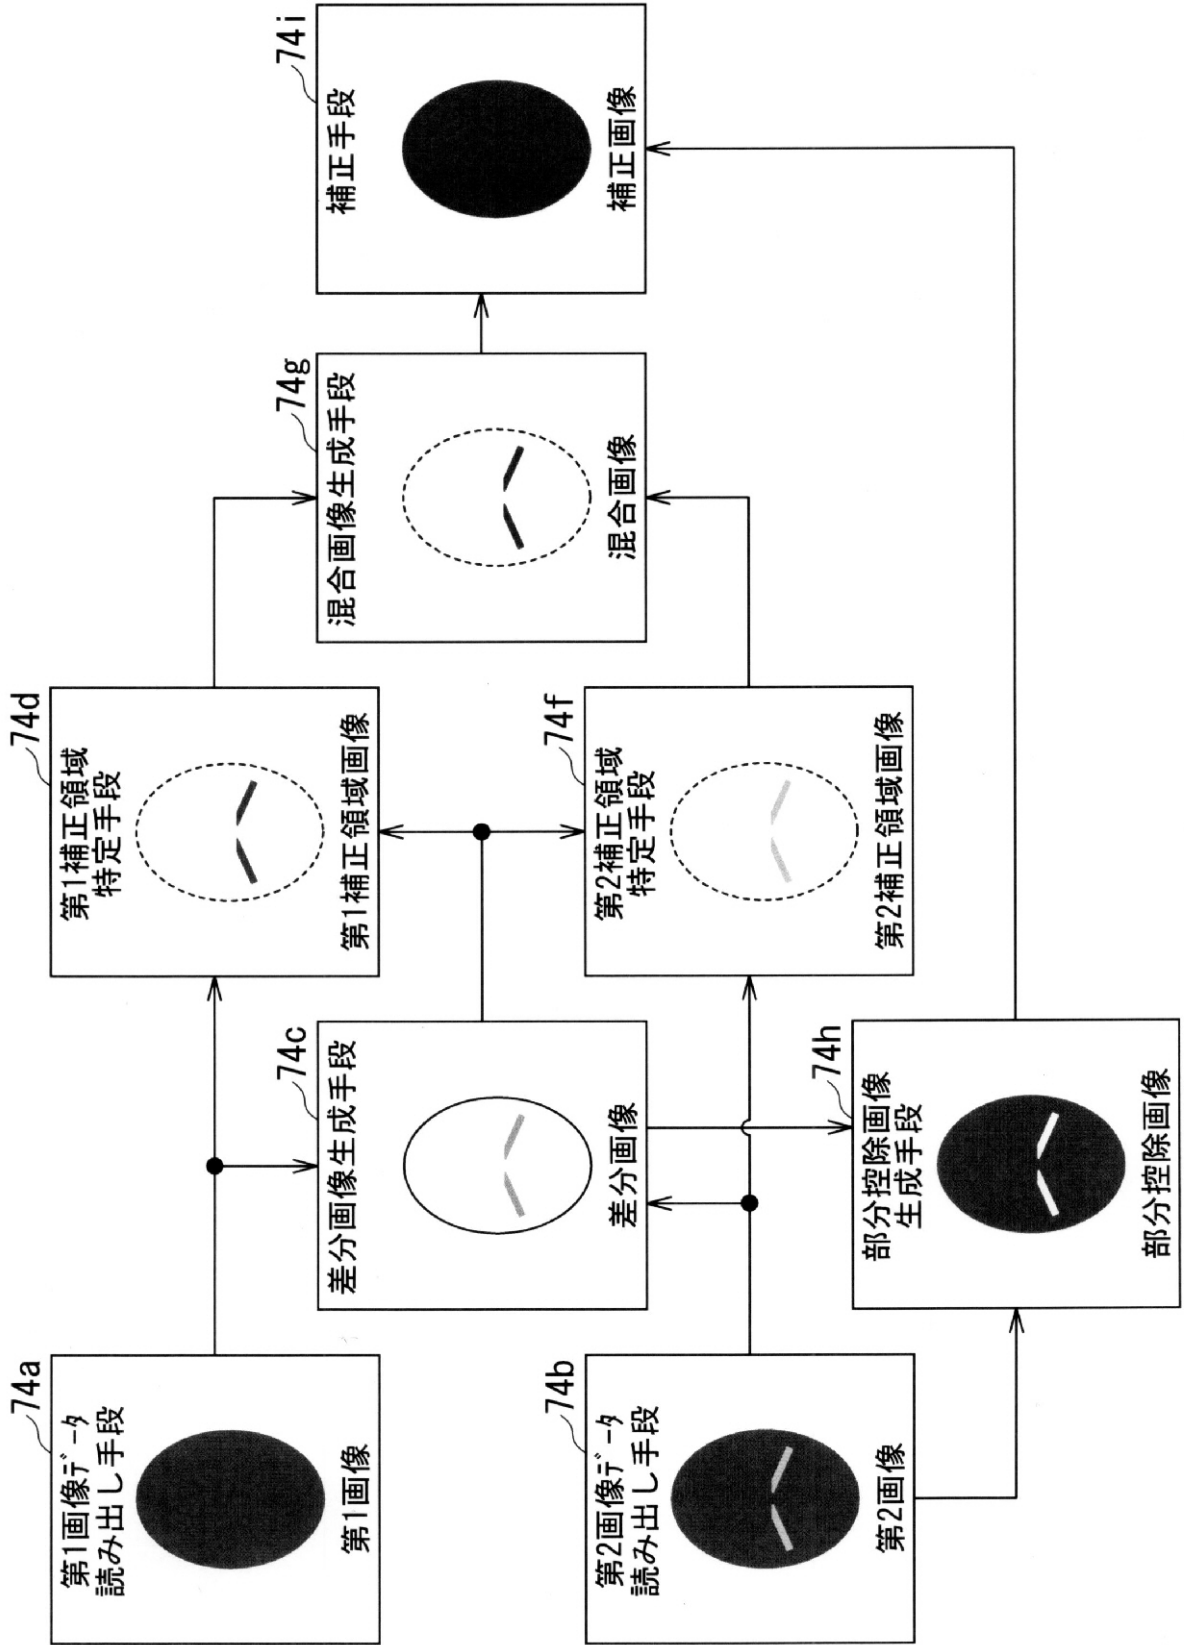 74a
第1画像データ
読み出し手段
第1画像
74b
第2画像データ
読み出し手段
第2画像
74c
差分画像生成手段
差分画像
74h
部分控除画像
生成手段
部分控除画像
74d
第1補正領域
特定手段
第1補正領域画像
74f
第2補正領域
特定手段
第2補正領域画像
74g
混合画像生成手段
混合画像
74i
補正手段
補正画像